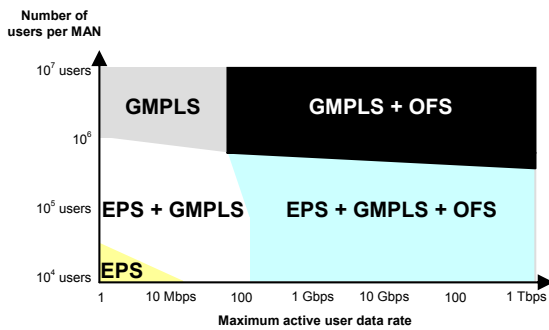 Number of
users per MAN
10⁷ users
GMPLS
GMPLS + OFS
10⁶
10⁵ users
EPS + GMPLS
EPS + GMPLS + OFS
EPS
10⁴ users
1
10 Mbps
100
1 Gbps
10 Gbps
100
1 Tbps
Maximum active user data rate